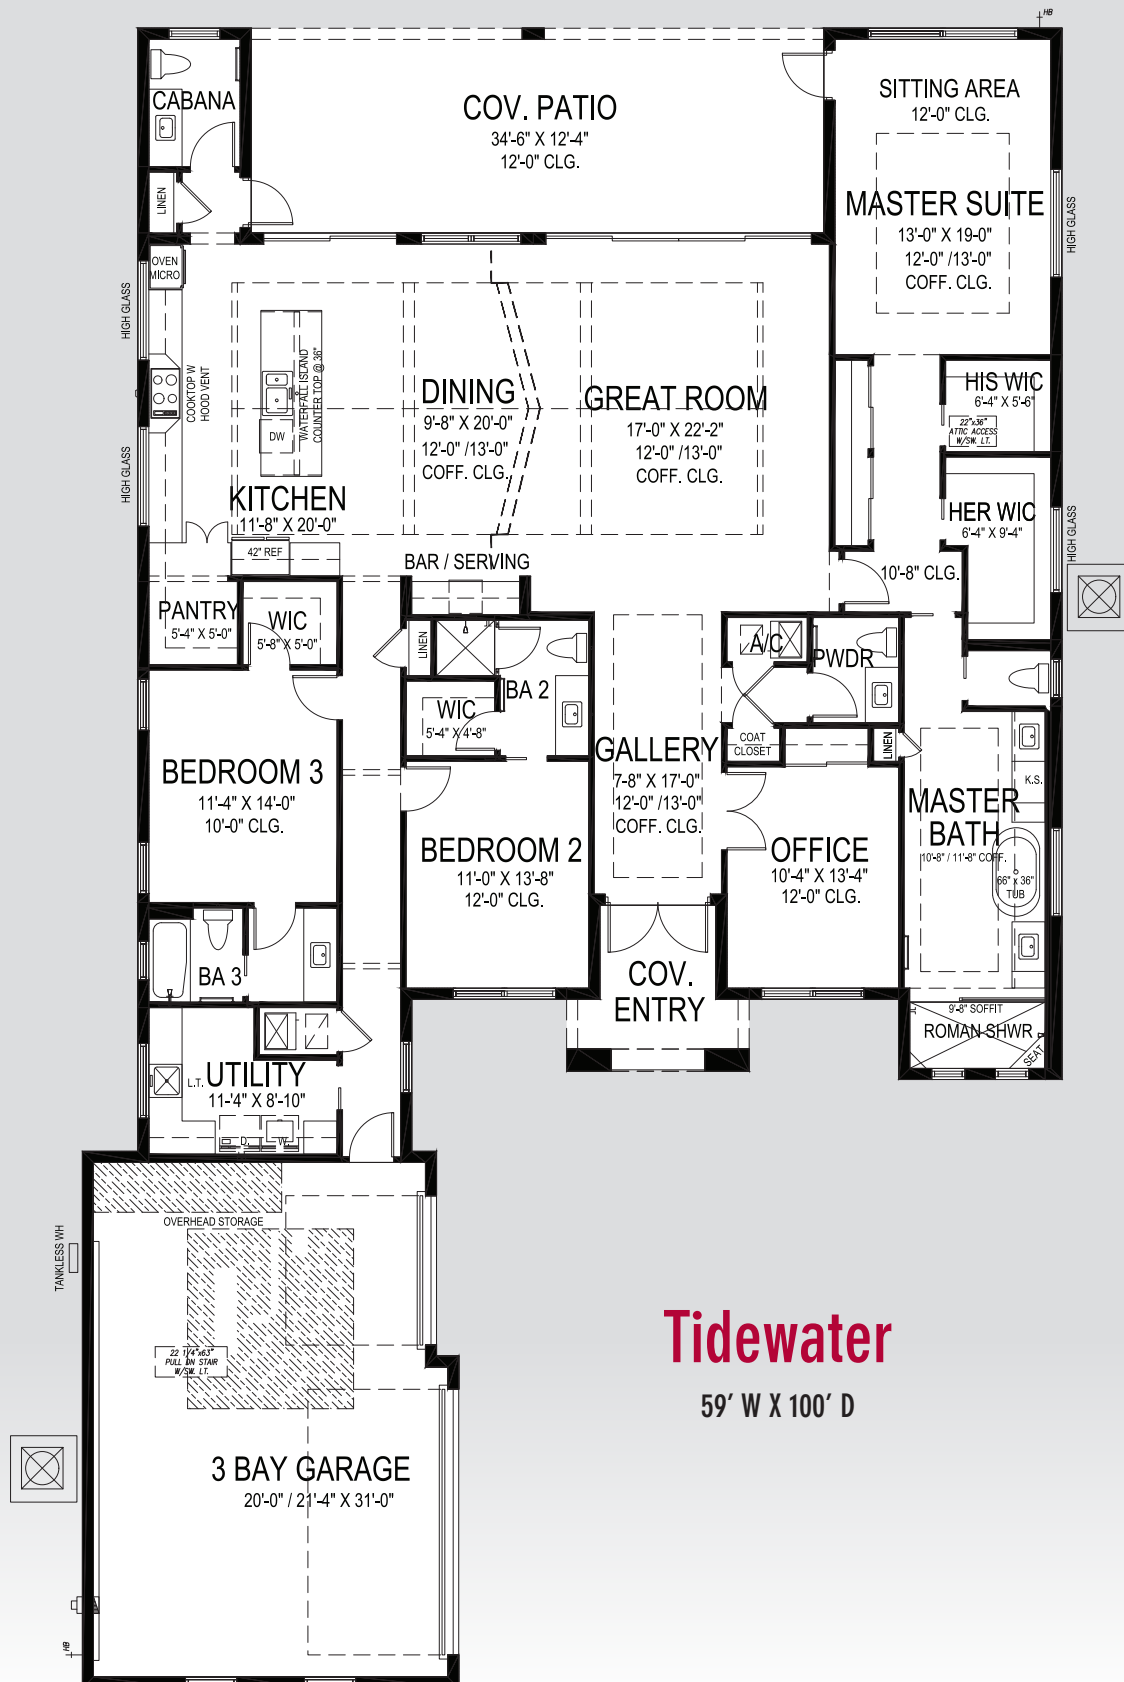 HB
CABANA
COV. PATIO
34'-6" X 12'-4"
12'-0" CLG.
SITTING AREA
12'-0" CLG.
LINEN
MASTER SUITE
13'-0" X 19-0"
12'-0" /13'-0"
COFF. CLG.
HIGH GLASS
OVEN
MICRO
HIGH GLASS
COOKTOP W
HOOD VENT
HIGH GLASS
WATERFALL ISLAND
COUNTER TOP @ 36"
DW
KITCHEN
11'-8" X 20'-0"
42" REF
DINING
9'-8" X 20'-0"
12'-0" /13'-0"
COFF. CLG.
GREAT ROOM
17'-0" X 22'-2"
12'-0" /13'-0"
COFF. CLG.
HIS WIC
6'-4" X 5'-6"
22"x36"
ATTIC ACCESS
W/SW. LT.
HER WIC
6'-4" X 9'-4"
HIGH GLASS
10'-8" CLG.
BAR / SERVING
PANTRY
5'-4" X 5'-0"
WIC
5'-8" X 5'-0"
LINEN
BA 2
WIC
5'-4" X 4'-8"
A/C
PWDR
COAT
CLOSET
LINEN
GALLERY
7-8" X 17'-0"
12'-0" /13'-0"
COFF. CLG.
BEDROOM 3
11'-4" X 14'-0"
10'-0" CLG.
BEDROOM 2
11'-0" X 13'-8"
12'-0" CLG.
OFFICE
10'-4" X 13'-4"
12'-0" CLG.
K.S.
MASTER
BATH
10'-8" / 11'-8" COFF.
66" x 36"
TUB
BA 3
COV.
ENTRY
9'-8" SOFFIT
ROMAN SHWR
SEAT
L.T.
UTILITY
11-'4" X 8'-10"
D.
W.
OVERHEAD STORAGE
TANKLESS WH
22 1/4"x63"
PULL DN STAIR
W/SW. LT.
3 BAY GARAGE
20'-0" / 21'-4" X 31'-0"
HB
Tidewater
59' W X 100' D